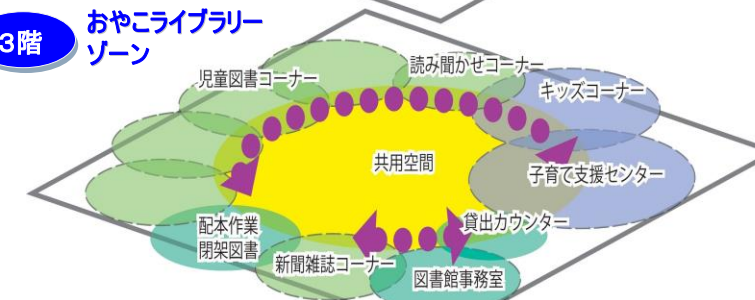 3階
おやこライブラリー
ゾーン
児童図書コーナー
読み聞かせコーナー
キッズコーナー
共用空間
子育て支援センター
配本作業
閉架図書
貸出カウンター
新聞雑誌コーナー
図書館事務室